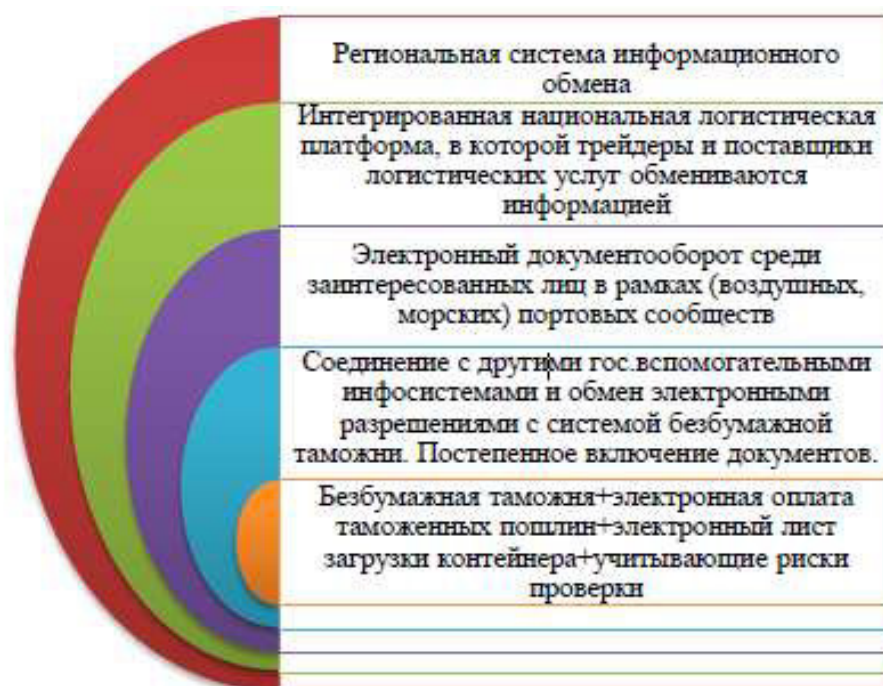 Региональная система информационного
обмена
Интегрированная национальная логистическая
платформа, в которой трейдеры и поставщики
логистических услуг обмениваются
информацией
Электронный документооборот среди
заинтересованных лиц в рамках (воздушных,
морских) портовых сообществ
Соединение с другими гос.вспомогательными
инфосистемами и обмен электронными
разрешениями с системой безбумажной
таможни. Постепенное включение документов.
Безбумажная таможня+электронная оплата
таможенных пошлин+электронный лист
загрузки контейнера+учитывающие риски
проверки